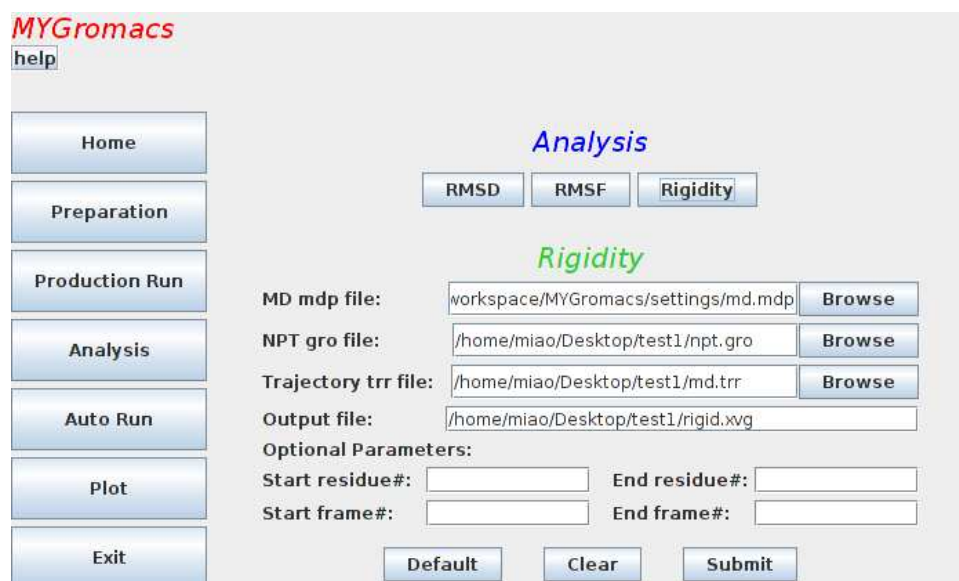 MYGromacs
help
Home
Preparation
Production Run
Analysis
Auto Run
Plot
Exit
Analysis
RMSD RMSF Rigidity
Rigidity
MD mdp file: workspace/MYGromacs/settings/md.mdp Browse
NPT gro file: /home/miao/Desktop/test1/npt.gro Browse
Trajectory trr file: /home/miao/Desktop/test1/md.trr Browse
Output file: /home/miao/Desktop/test1/rigid.xvg
Optional Parameters:
Start residue#: End residue#:
Start frame#: End frame#:
Default Clear Submit